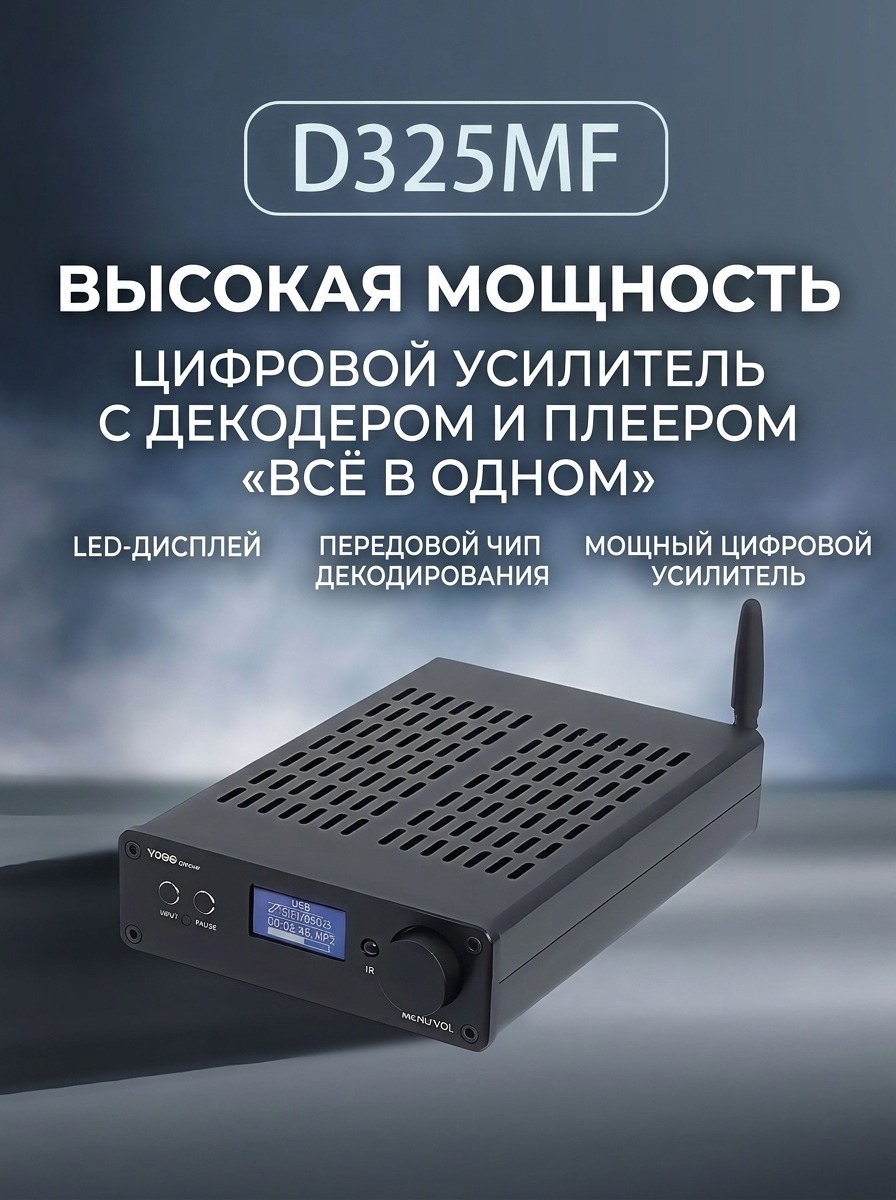 D325MF
ВЫСОКАЯ МОЩНОСТЬ
ЦИФРОВОЙ УСИЛИТЕЛЬ
С ДЕКОДЕРОМ И ПЛЕЕРОМ
«ВСЁ В ОДНОМ»
LED-ДИСПЛЕЙ
ПЕРЕДОВОЙ ЧИП
ДЕКОДИРОВАНИЯ
МОЩНЫЙ ЦИФРОВОЙ
УСИЛИТЕЛЬ
INPUT
PAUSE
USB
IR
MENU/VOL